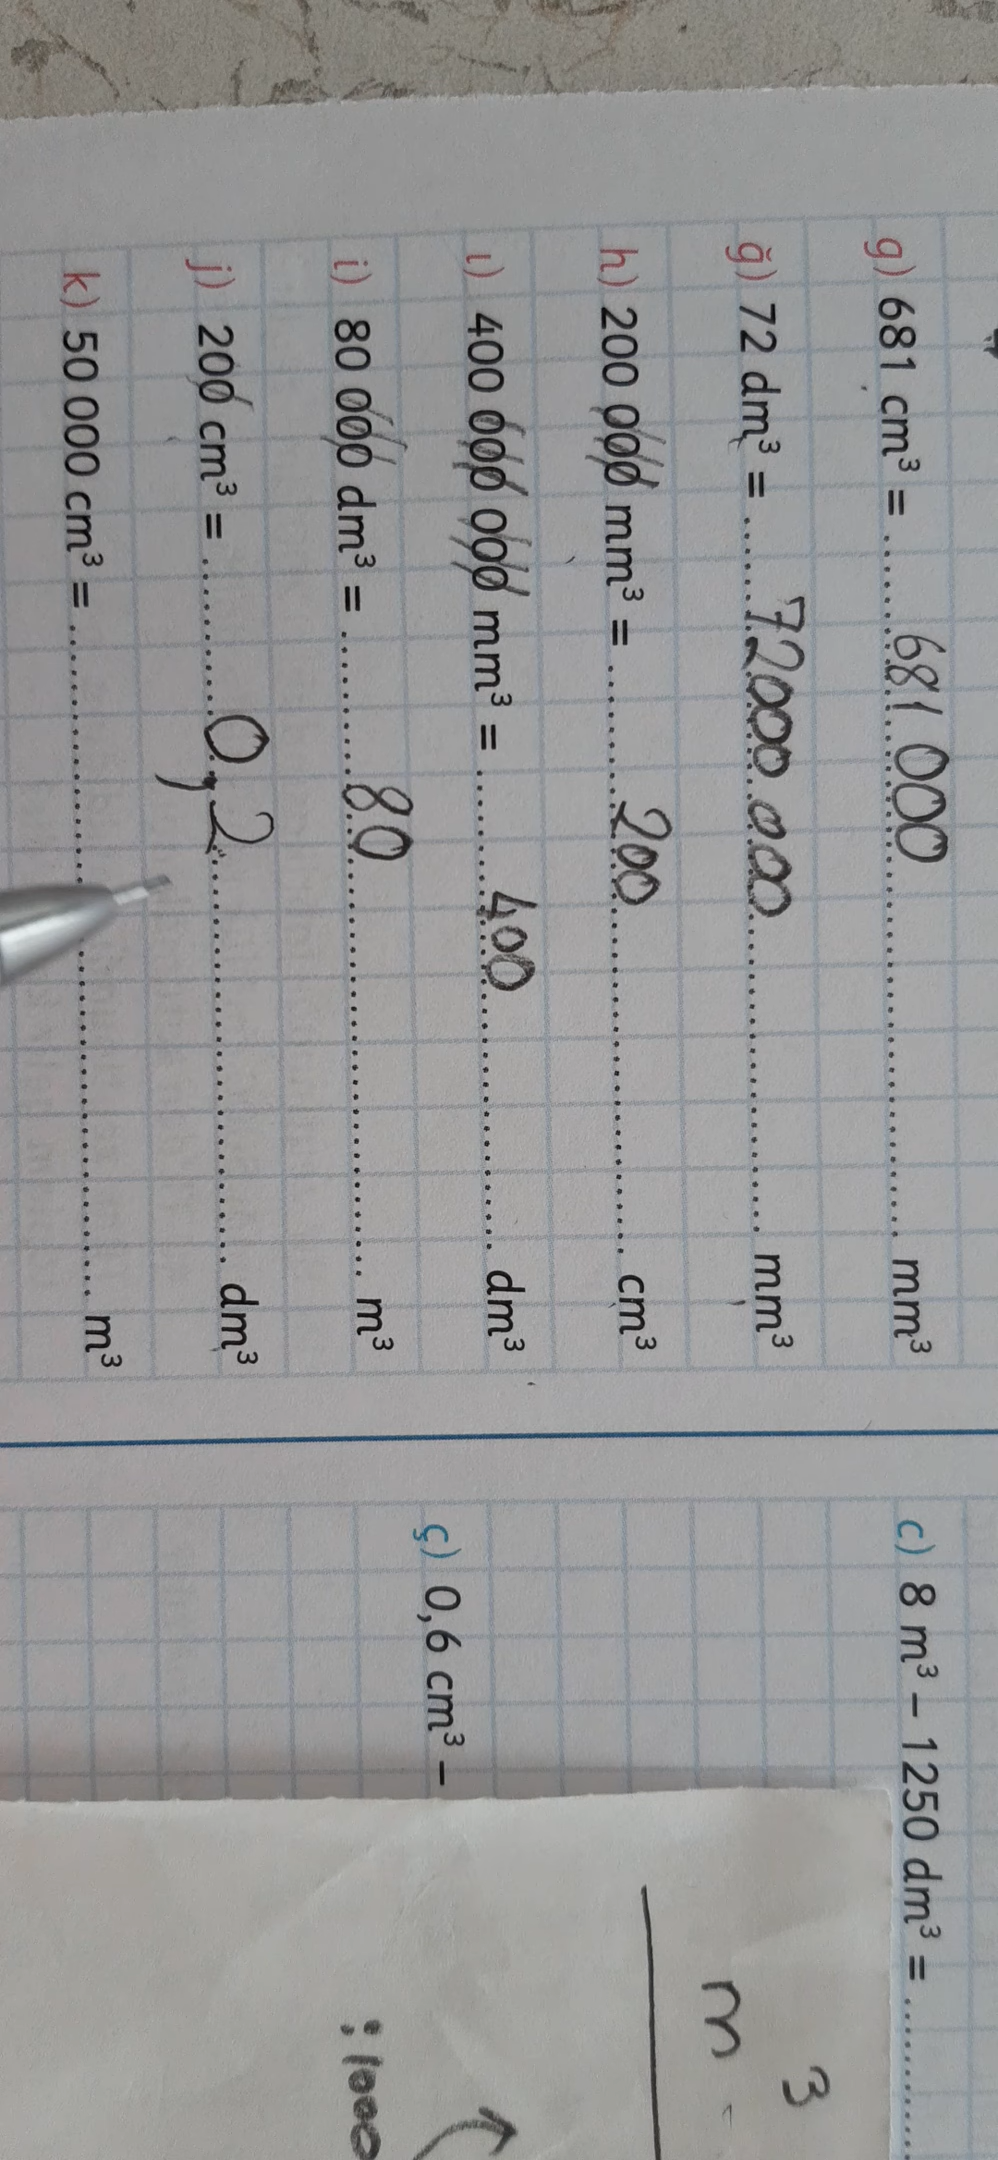 g) 681 cm³ = ........681 000........ mm³
ğ) 72 dm³ = ......72000 000........ mm³
h) 200 000 mm³ = ........200........ cm³
ı) 400 000 000 mm³ = ........400........ dm³
i) 80 000 dm³ = ........80........ m³
j) 200 cm³ = ........0,2........ dm³
k) 50 000 cm³ = ................ m³
c) 8 m³ – 1250 dm³ = ........
ç) 0,6 cm³ –
m³
:1000